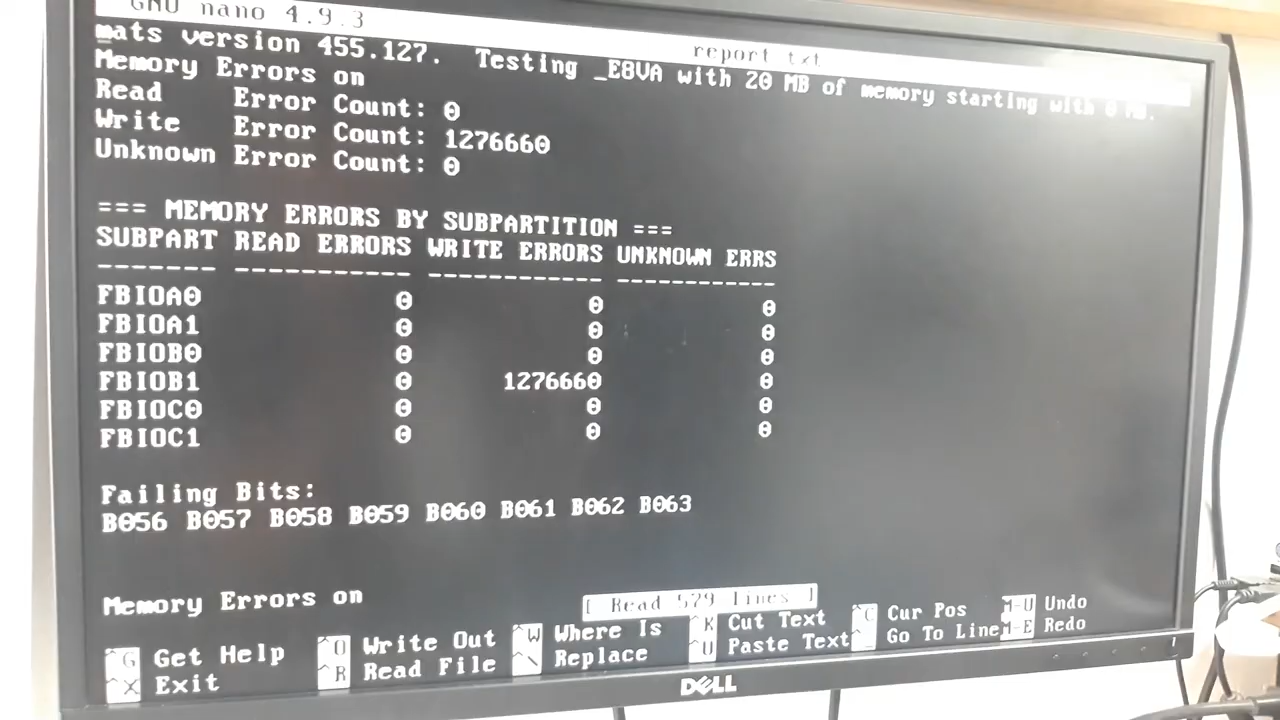 GNU nano 4.9.3 report.txt
mats version 455.127. Testing _E8VA with 20 MB of memory starting with 0 MB.
Memory Errors on
Read Error Count: 0
Write Error Count: 1276660
Unknown Error Count: 0
=== MEMORY ERRORS BY SUBPARTITION ===
SUBPART READ ERRORS WRITE ERRORS UNKNOWN ERRS
------- ----------- ------------ ------------
FBIOA0 0 0 0
FBIOA1 0 0 0
FBIOB0 0 0 0
FBIOB1 0 1276660 0
FBIOC0 0 0 0
FBIOC1 0 0 0
Failing Bits:
B056 B057 B058 B059 B060 B061 B062 B063
Memory Errors on
[ Read 579 lines ]
^G Get Help ^O Write Out ^W Where Is ^K Cut Text ^C Cur Pos M-U Undo
^X Exit ^R Read File ^\ Replace ^U Paste Text ^_ Go To Line M-E Redo
DELL